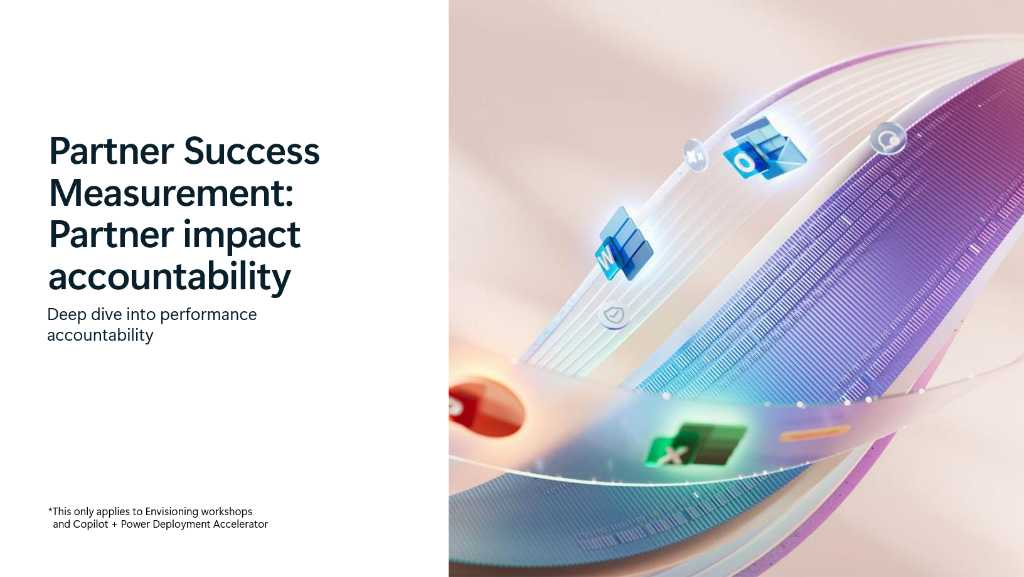 Partner Success
Measurement:
Partner impact
accountability
Deep dive into performance
accountability
*This only applies to Envisioning workshops
and Copilot + Power Deployment Accelerator
O
W
X